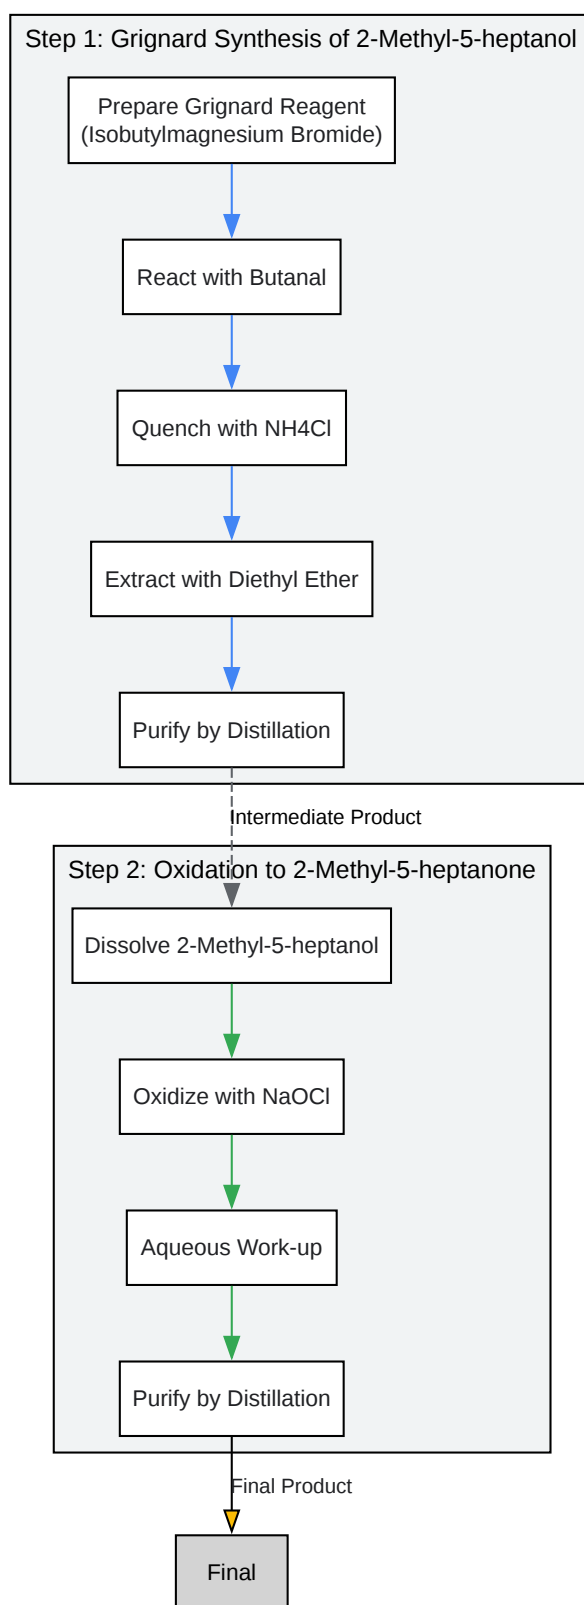 Step 1: Grignard Synthesis of 2-Methyl-5-heptanol
Prepare Grignard Reagent
(Isobutylmagnesium Bromide)
React with Butanal
Quench with NH4Cl
Extract with Diethyl Ether
Purify by Distillation
Intermediate Product
Step 2: Oxidation to 2-Methyl-5-heptanone
Dissolve 2-Methyl-5-heptanol
Oxidize with NaOCl
Aqueous Work-up
Purify by Distillation
Final Product
Final